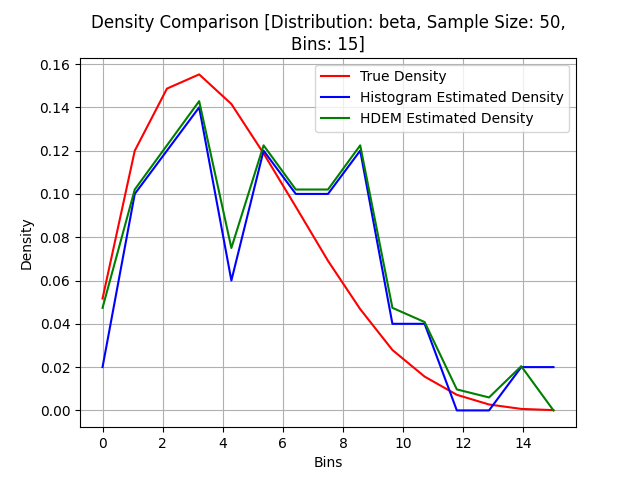 Density Comparison [Distribution: beta, Sample Size: 50,
Bins: 15]
True Density
Histogram Estimated Density
HDEM Estimated Density
Density
0.16
0.14
0.12
0.10
0.08
0.06
0.04
0.02
0.00
0 2 4 6 8 10 12 14
Bins